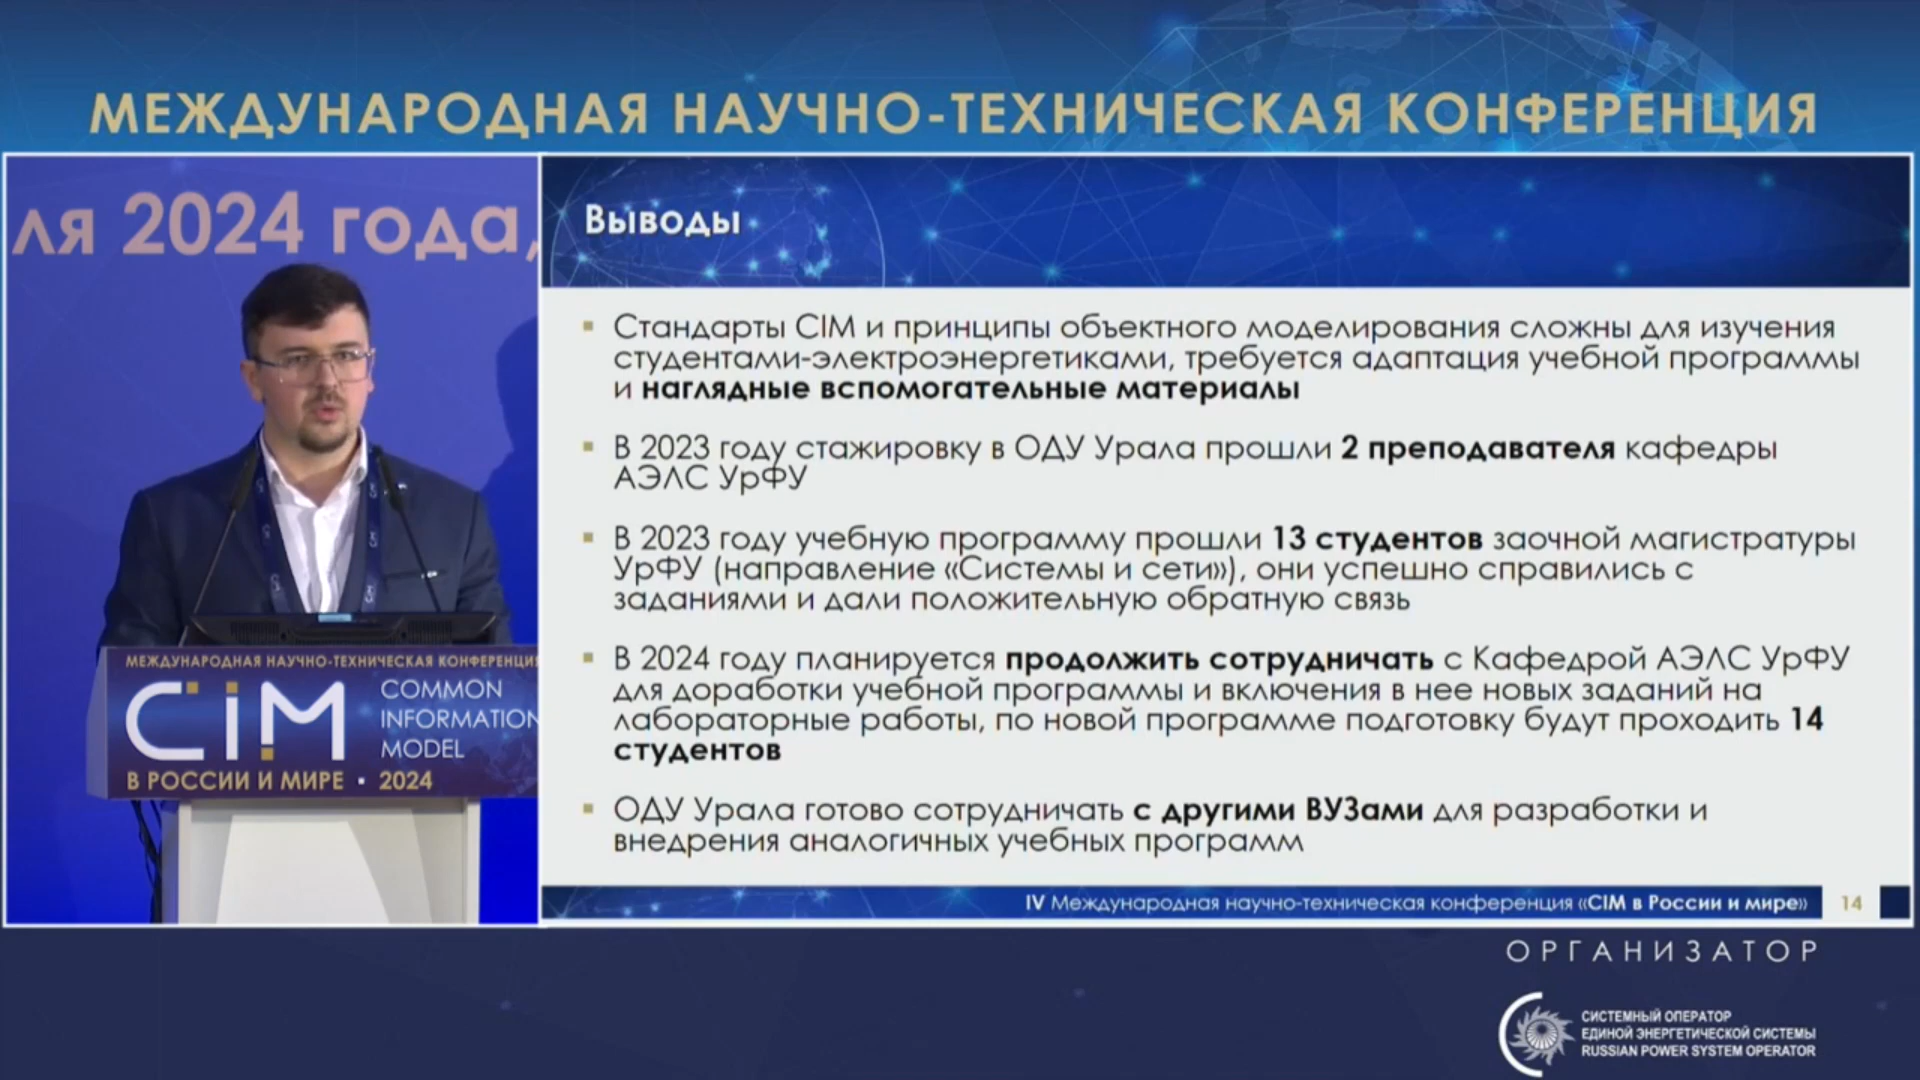 МЕЖДУНАРОДНАЯ НАУЧНО-ТЕХНИЧЕСКАЯ КОНФЕРЕНЦИЯ
ля 2024 года,
МЕЖДУНАРОДНАЯ НАУЧНО-ТЕХНИЧЕСКАЯ КОНФЕРЕНЦИЯ
CIM
COMMON
INFORMATION
MODEL
В РОССИИ И МИРЕ ▪ 2024
Выводы
▪ Стандарты CIM и принципы объектного моделирования сложны для изучения
студентами-электроэнергетиками, требуется адаптация учебной программы
и наглядные вспомогательные материалы
▪ В 2023 году стажировку в ОДУ Урала прошли 2 преподавателя кафедры
АЭЛС УрФУ
▪ В 2023 году учебную программу прошли 13 студентов заочной магистратуры
УрФУ (направление «Системы и сети»), они успешно справились с
заданиями и дали положительную обратную связь
▪ В 2024 году планируется продолжить сотрудничать с Кафедрой АЭЛС УрФУ
для доработки учебной программы и включения в нее новых заданий на
лабораторные работы, по новой программе подготовку будут проходить 14
студентов
▪ ОДУ Урала готово сотрудничать с другими ВУЗами для разработки и
внедрения аналогичных учебных программ
IV Международная научно-техническая конференция «CIM в России и мире»
14
ОРГАНИЗАТОР
СИСТЕМНЫЙ ОПЕРАТОР
ЕДИНОЙ ЭНЕРГЕТИЧЕСКОЙ СИСТЕМЫ
RUSSIAN POWER SYSTEM OPERATOR